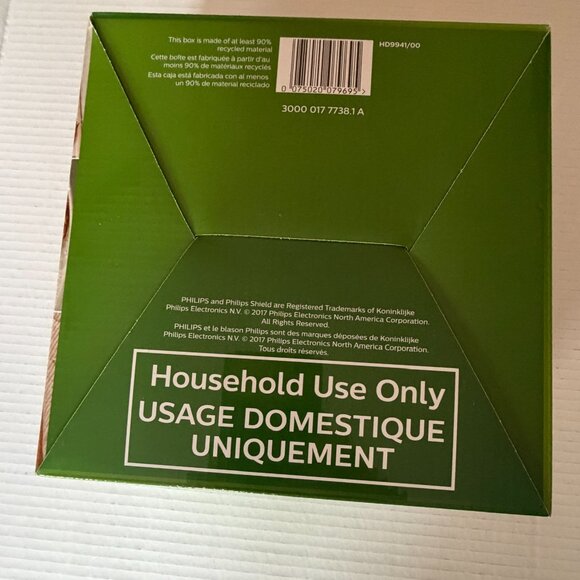 This box is made of at least 90%
recycled material
Cette boîte est fabriquée à partir d'au
moins 90% de matériaux recyclés
Esta caja está fabricada con al menos
un 90% de material reciclado
0 075020 079695 >
HD9941/00
3000 017 7738.1 A
PHILIPS and Philips Shield are Registered Trademarks of Koninklijke
Philips Electronics N.V. © 2017 Philips Electronics North America Corporation.
All Rights Reserved.
PHILIPS et le blason Philips sont des marques déposées de Koninklijke
Philips Electronics N.V. © 2017 Philips Electronics North America Corporation.
Tous droits réservés.
Household Use Only
USAGE DOMESTIQUE
UNIQUEMENT